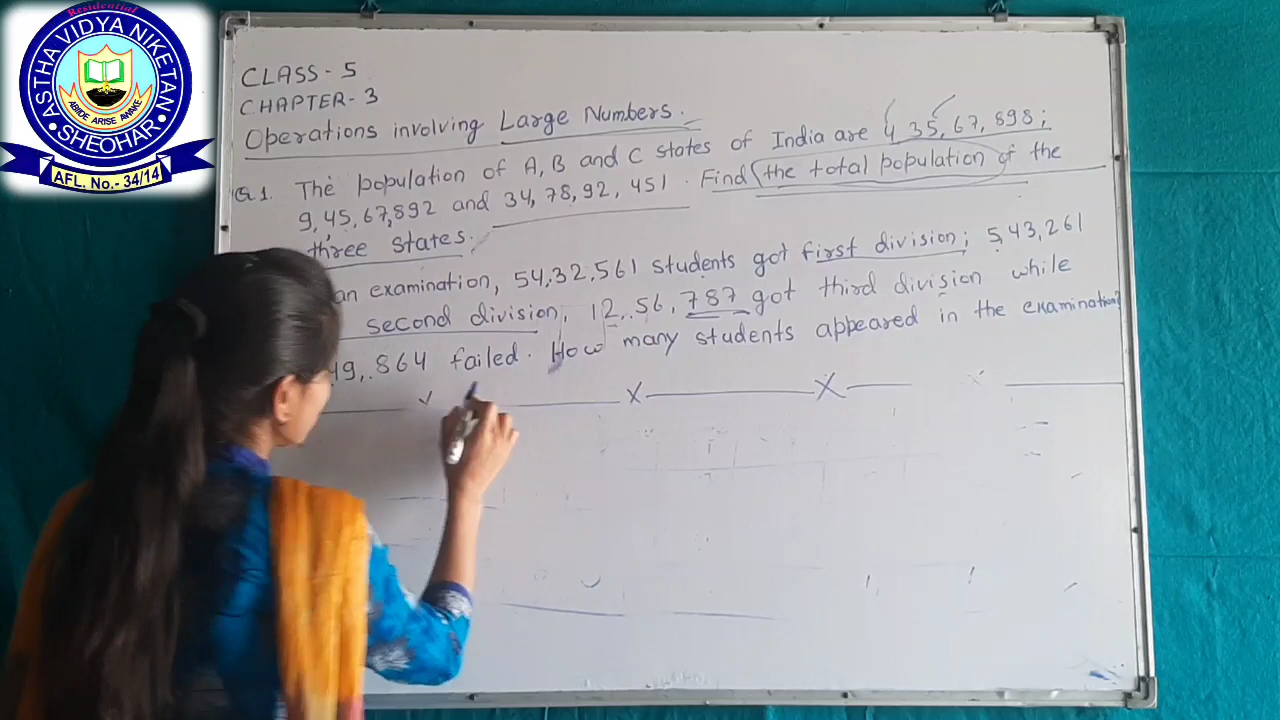 Residential
ASTHA VIDYA NIKETAN
ABIDE ARISE AWAKE
SHEOHAR
AFL. No.- 34/14
CLASS - 5
CHAPTER - 3
Operations involving Large Numbers.
Q.1. The population of A, B and C states of India are 4,35,67,898;
9,45,67,892 and 34,78,92,451. Find the total population of the
three states.
an examination, 54,32,561 students got first division; 5,43,261
second division, 12,56,787 got third division while
49,864 failed. How many students appeared in the examination?
X X X